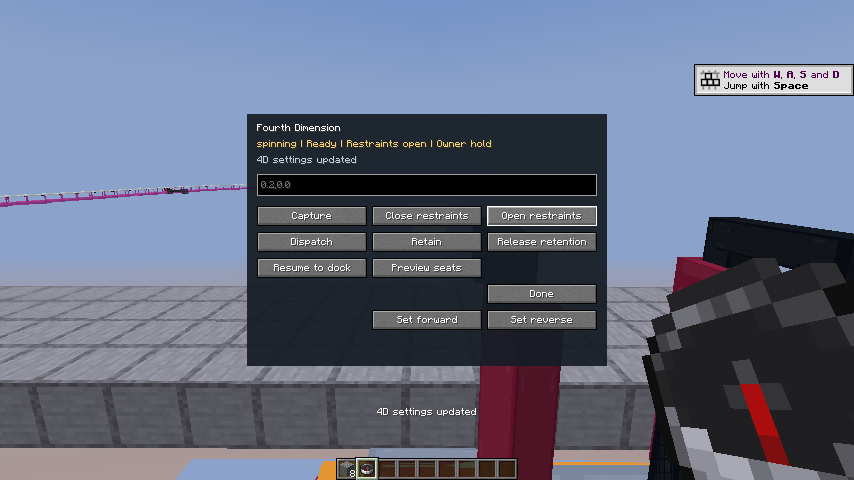 Move with W, A, S and D
Jump with Space
Fourth Dimension
spinning | Ready | Restraints open | Owner hold
4D settings updated
0.2,0.0
Capture
Close restraints
Open restraints
Dispatch
Retain
Release retention
Resume to dock
Preview seats
Done
Set forward
Set reverse
4D settings updated
8